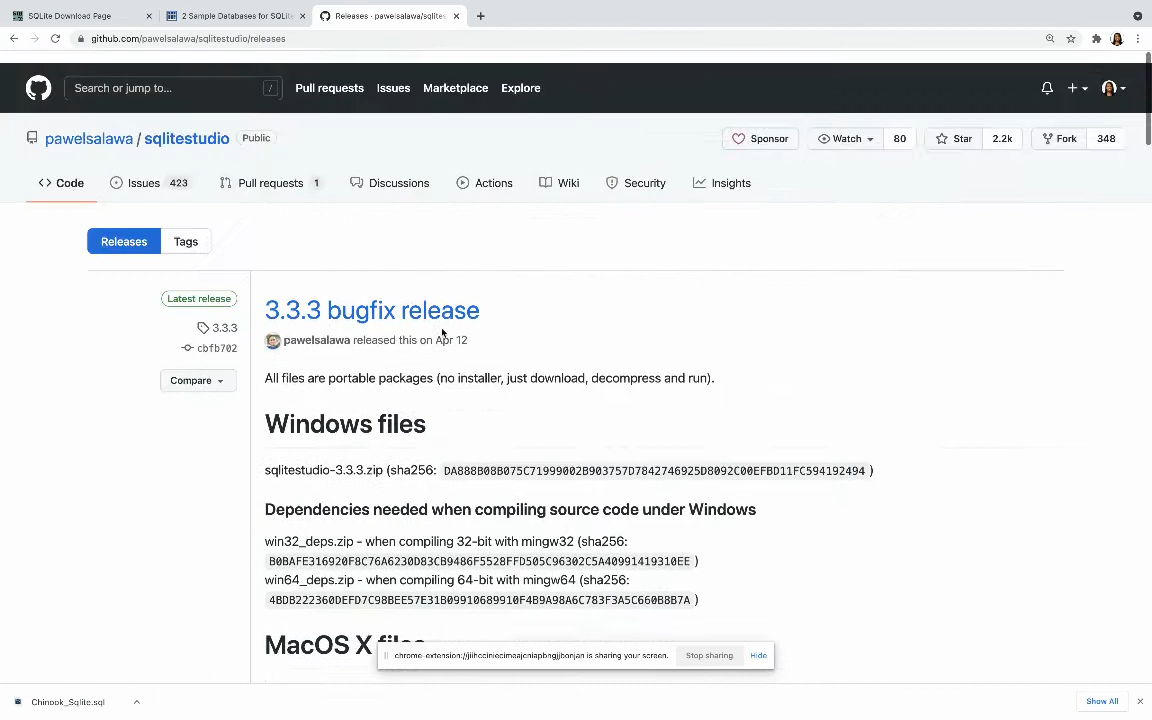 SQLite Download Page
2 Sample Databases for SQLite
Releases · pawelsalawa/sqlites
github.com/pawelsalawa/sqlitestudio/releases
Search or jump to... /
Pull requests Issues Marketplace Explore
pawelsalawa / sqlitestudio Public
Sponsor Watch 80 Star 2.2k Fork 348
Code Issues 423 Pull requests 1 Discussions Actions Wiki Security Insights
Releases Tags
Latest release
3.3.3
cbfb702
Compare
3.3.3 bugfix release
pawelsalawa released this on Apr 12
All files are portable packages (no installer, just download, decompress and run).
Windows files
sqlitestudio-3.3.3.zip (sha256: DA888B08B075C71999002B903757D7842746925D8092C00EFBD11FC594192494 )
Dependencies needed when compiling source code under Windows
win32_deps.zip - when compiling 32-bit with mingw32 (sha256:
B0BAFE316920F8C76A6230D83CB9486F5528FFD505C96302C5A40991419310EE )
win64_deps.zip - when compiling 64-bit with mingw64 (sha256:
4BDB222360DEFD7C98BEE57E31B09910689910F4B9A98A6C783F3A5C660B8B7A )
MacOS X files
chrome-extension://jiihcciniecimeajcniapbngjjbonjan is sharing your screen. Stop sharing Hide
Chinook_Sqlite.sql
Show All